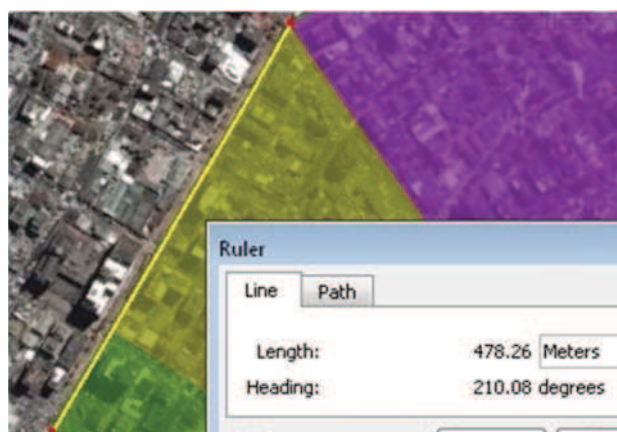 Ruler
Line Path
Length: 478.26 Meters
Heading: 210.08 degrees